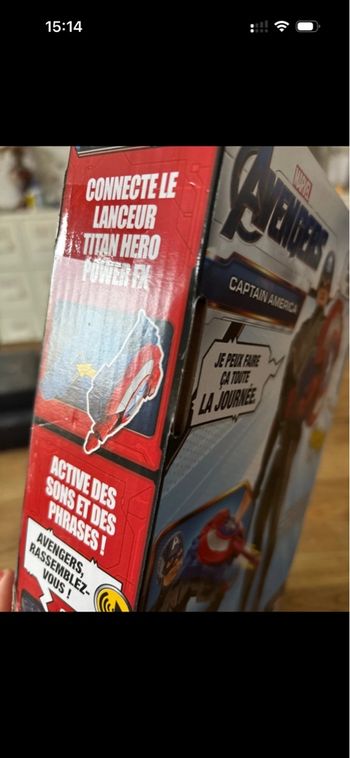 15:14
CONNECTE LE
LANCEUR
TITAN HERO
POWER FX
ACTIVE DES
SONS ET DES
PHRASES !
AVENGERS,
RASSEMBLEZ-
VOUS !
MARVEL
AVENGERS
CAPTAIN AMERICA
JE PEUX FAIRE
ÇA TOUTE
LA JOURNÉE.